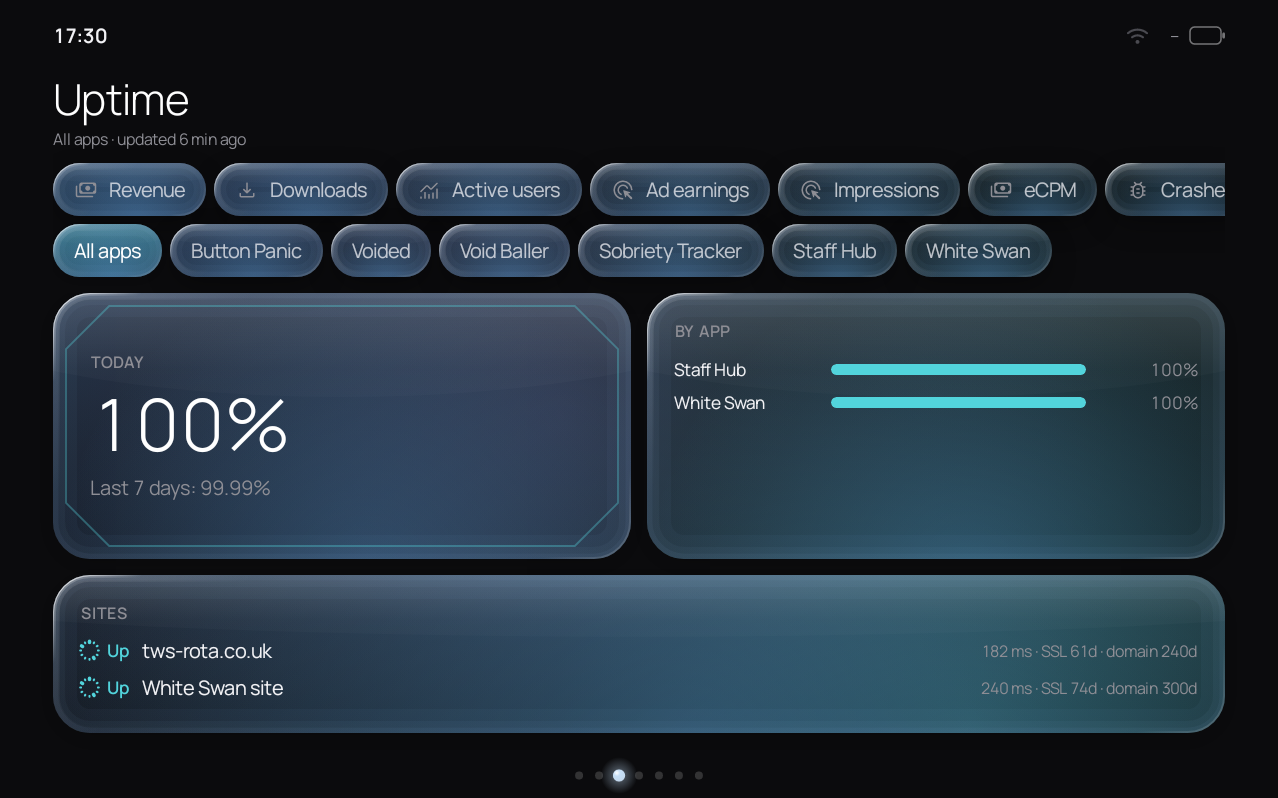 17:30
–
Uptime
All apps · updated 6 min ago
Revenue Downloads Active users Ad earnings Impressions eCPM Crashe
All apps Button Panic Voided Void Baller Sobriety Tracker Staff Hub White Swan
TODAY
100%
Last 7 days: 99.99%
BY APP
Staff Hub 100%
White Swan 100%
SITES
Up tws-rota.co.uk 182 ms · SSL 61d · domain 240d
Up White Swan site 240 ms · SSL 74d · domain 300d